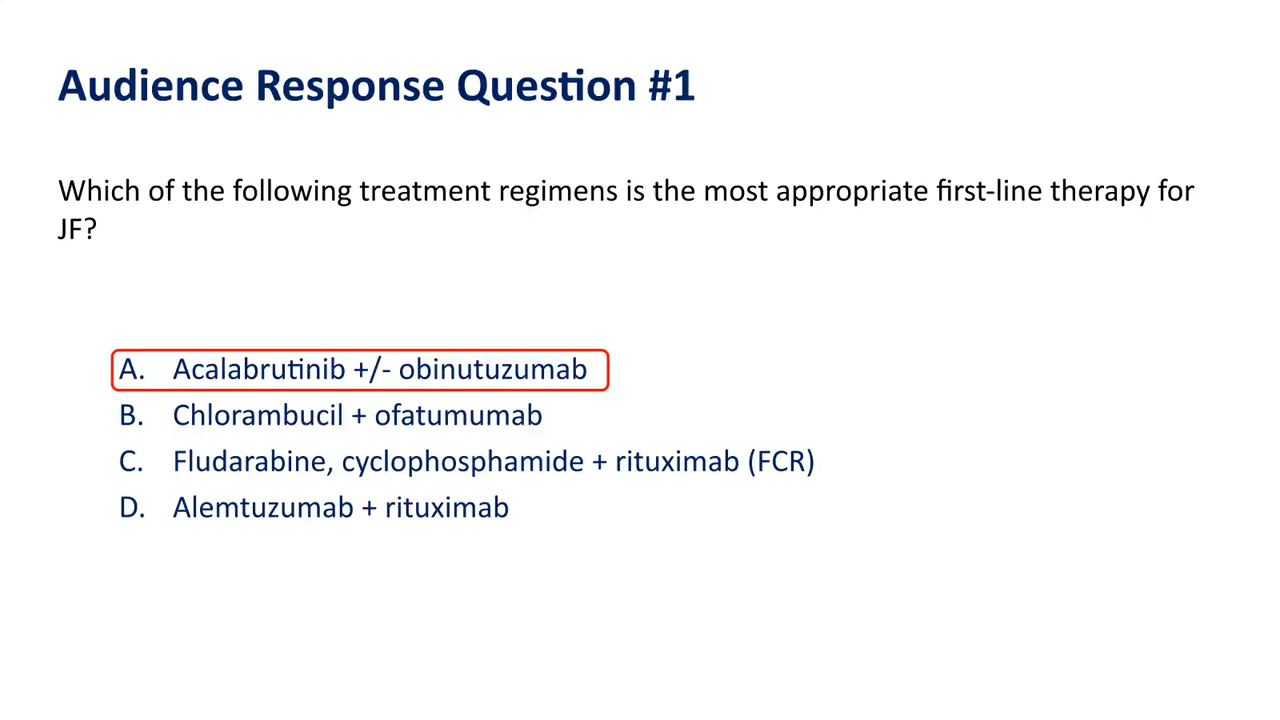 Audience Response Question #1
Which of the following treatment regimens is the most appropriate first-line therapy for
JF?
A. Acalabrutinib +/- obinutuzumab
B. Chlorambucil + ofatumumab
C. Fludarabine, cyclophosphamide + rituximab (FCR)
D. Alemtuzumab + rituximab